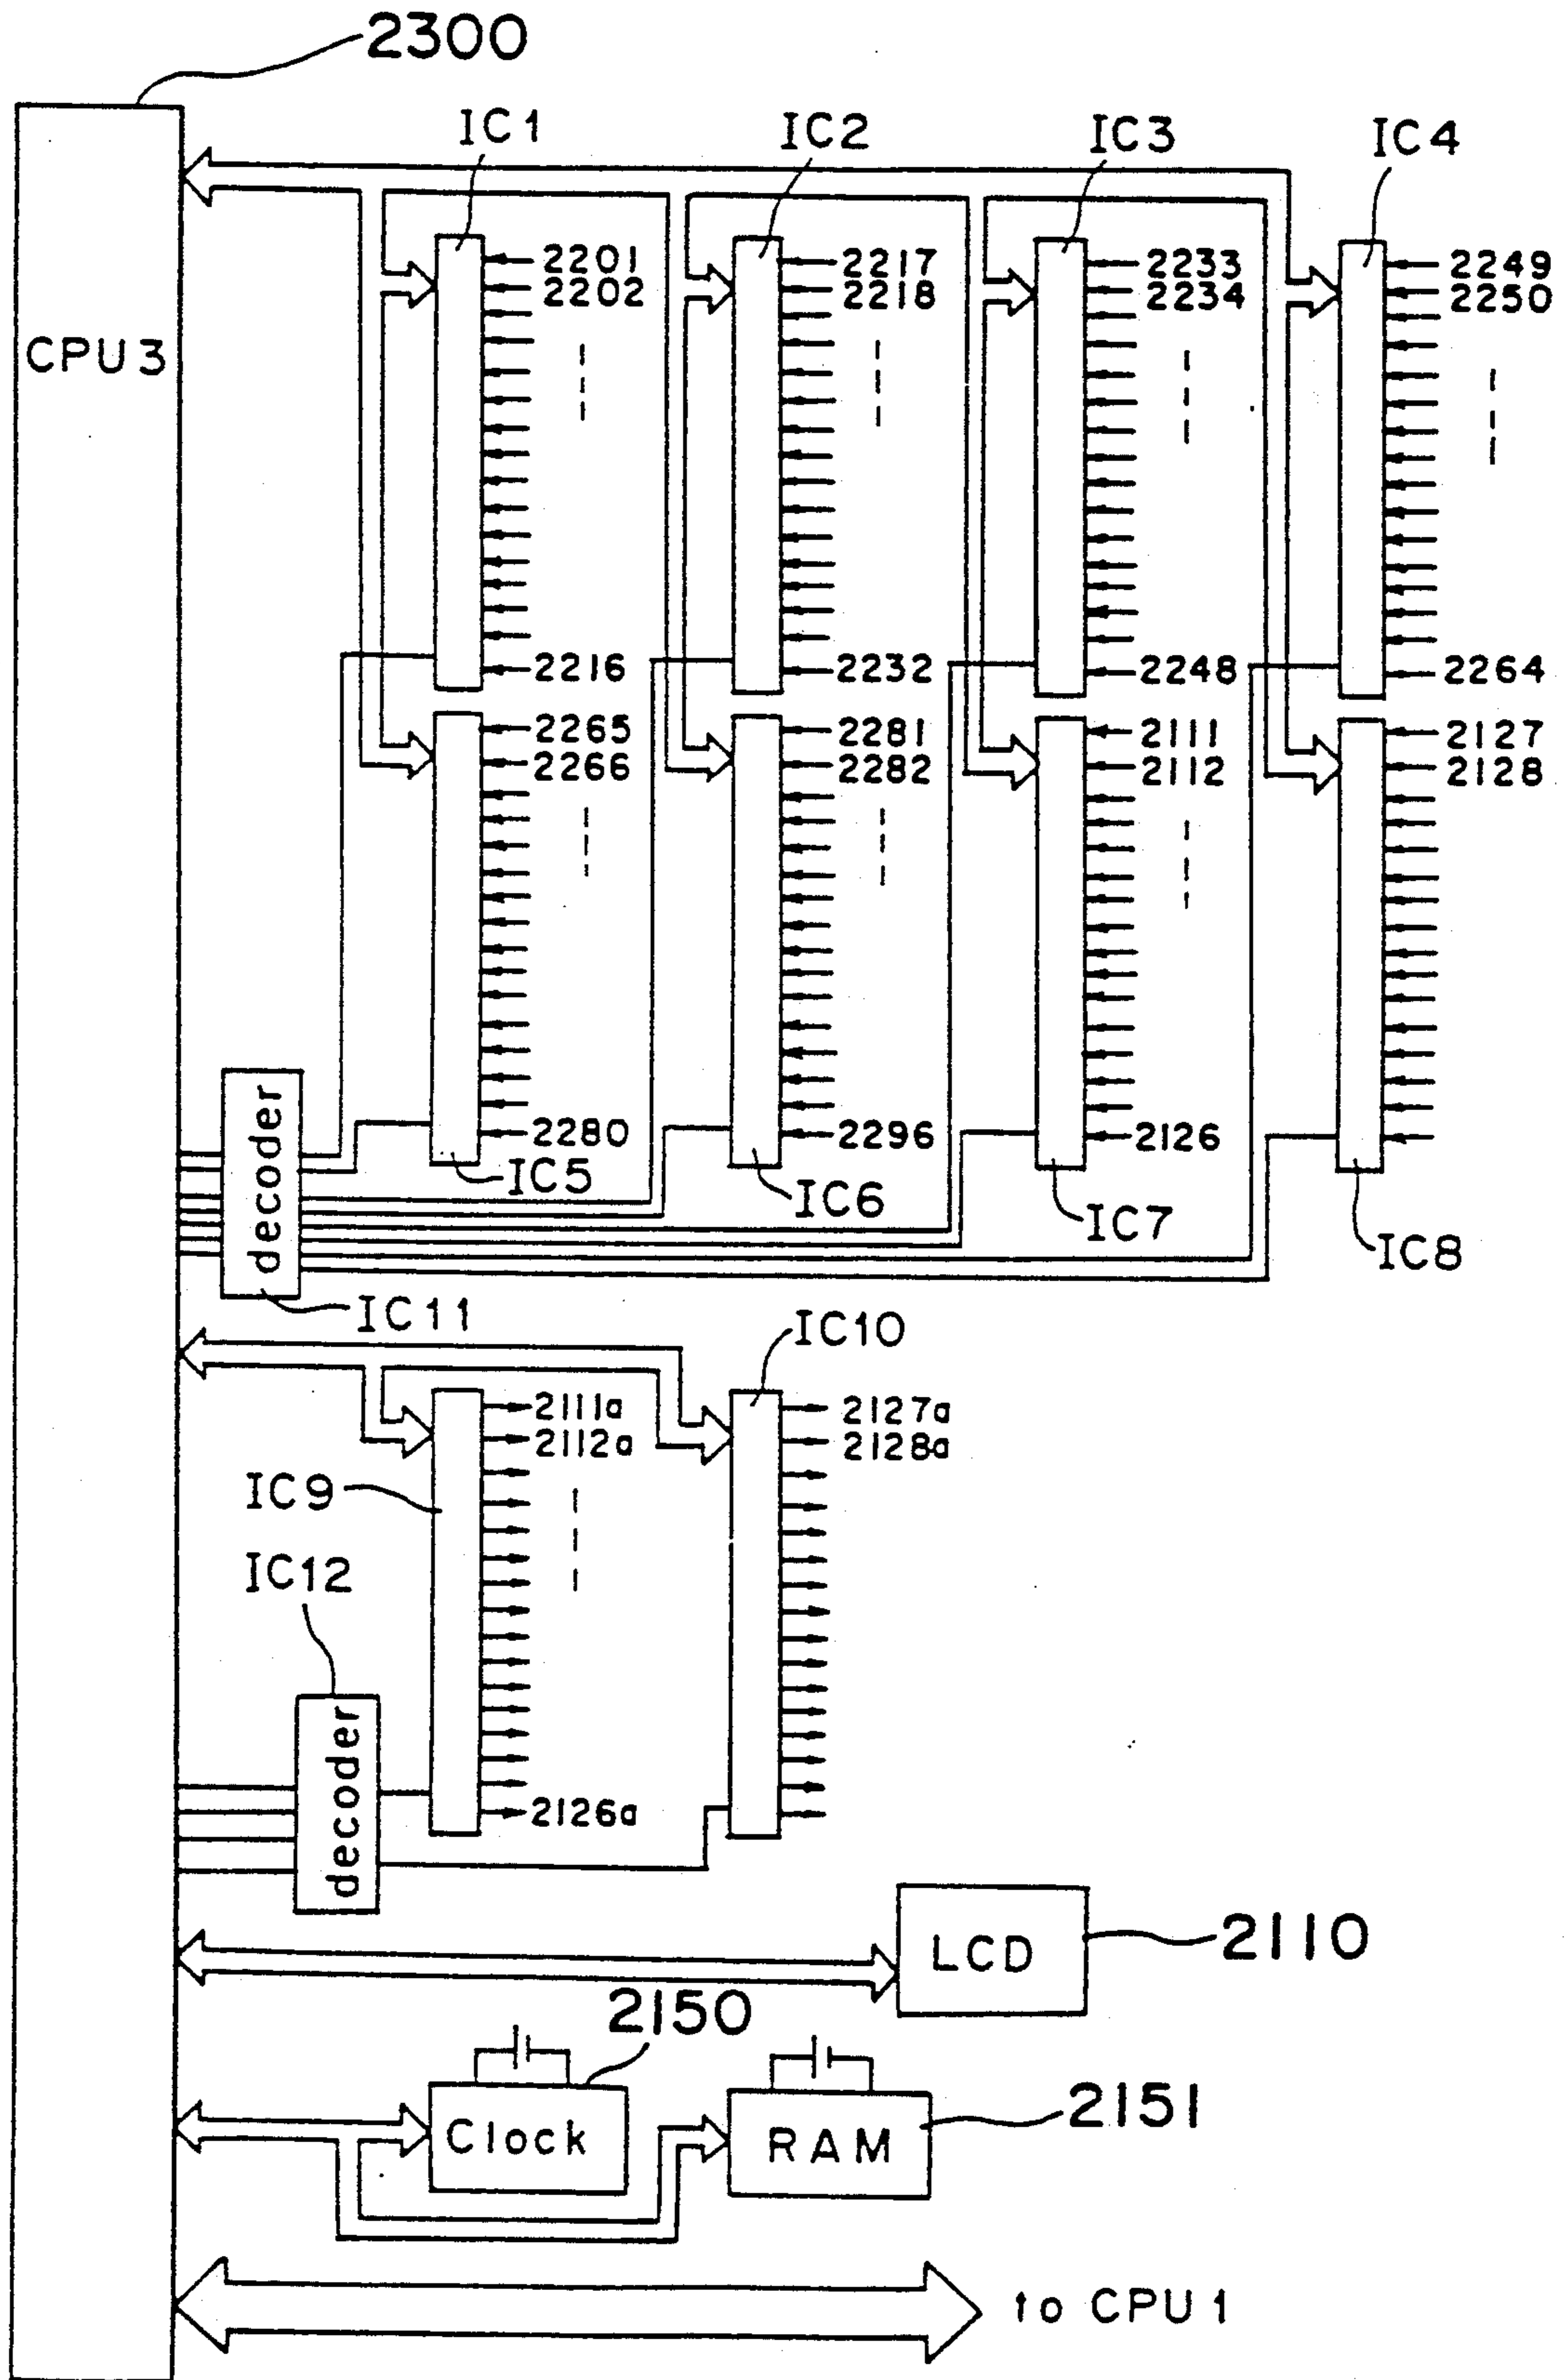 2300
IC1
IC2
IC3
IC4
CPU3
2201
2202
2216
2217
2218
2232
2233
2234
2248
2249
2250
2264
2265
2266
2280
2281
2282
2296
2111
2112
2126
2127
2128
IC5
IC6
IC7
IC8
decoder
IC11
IC10
2111a
2112a
2126a
2127a
2128a
IC9
IC12
decoder
LCD
2110
2150
Clock
2151
RAM
to CPU1